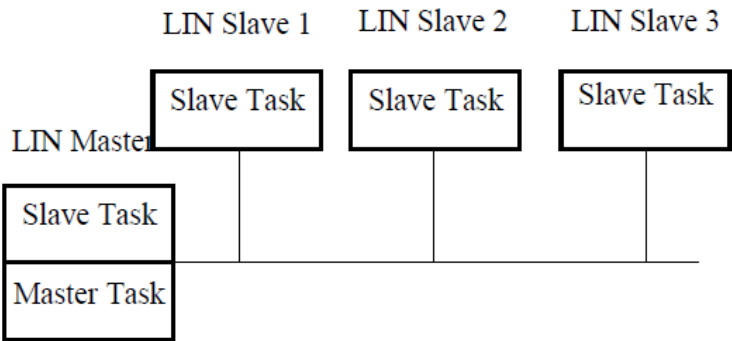 LIN Slave 1
LIN Slave 2
LIN Slave 3
Slave Task
Slave Task
Slave Task
LIN Master
Slave Task
Master Task